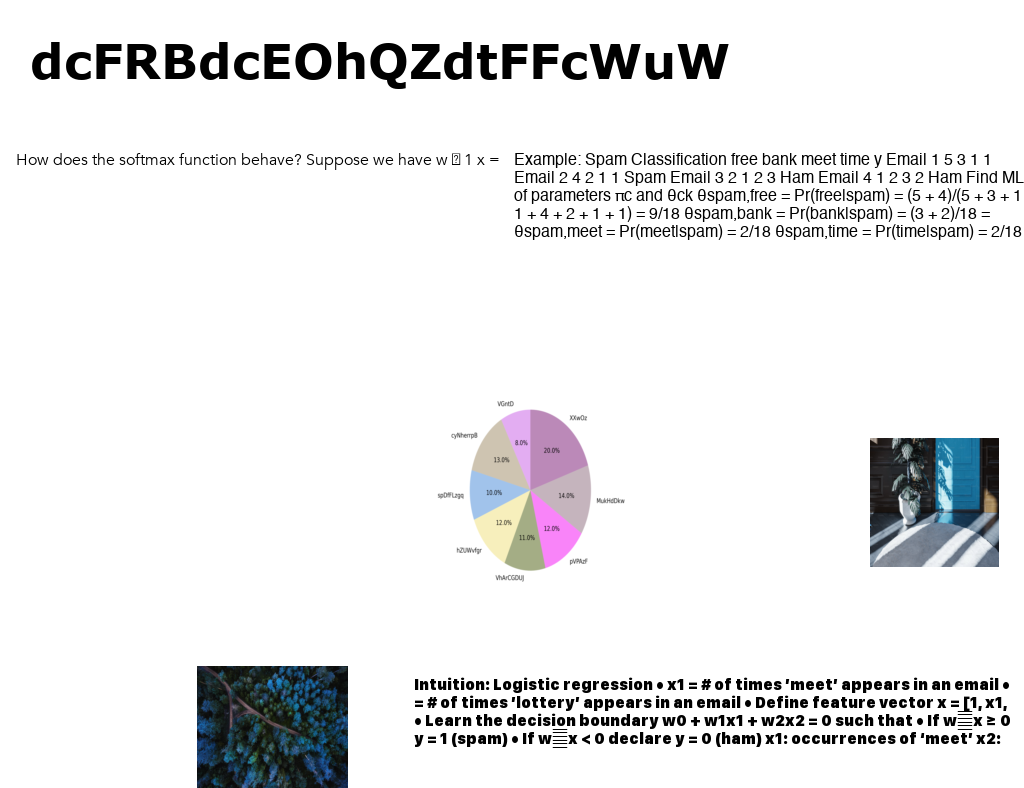 dcFRBdcEOhQZdtFFcWuW
How does the softmax function behave? Suppose we have w 1 x =
Example: Spam Classification free bank meet time y Email 1 5 3 1 1
Email 2 4 2 1 1 Spam Email 3 2 1 2 3 Ham Email 4 1 2 3 2 Ham Find ML
of parameters πc and θck θspam,free = Pr(free|spam) = (5 + 4)/(5 + 3 + 1
1 + 4 + 2 + 1 + 1) = 9/18 θspam,bank = Pr(bank|spam) = (3 + 2)/18 =
θspam,meet = Pr(meet|spam) = 2/18 θspam,time = Pr(time|spam) = 2/18
VGntD
XXwOz
cyNherrpB
8.0%
20.0%
13.0%
spDfFLzgq
10.0%
14.0%
MukHdDkw
12.0%
12.0%
11.0%
hZUWvfgr
pVPAzF
VhArCGDUJ
Intuition: Logistic regression • x1 = # of times ’meet’ appears in an email •
= # of times ’lottery’ appears in an email • Define feature vector x = [1, x1,
• Learn the decision boundary w0 + w1x1 + w2x2 = 0 such that • If w x ≥ 0
y = 1 (spam) • If w x < 0 declare y = 0 (ham) x1: occurrences of ‘meet’ x2: